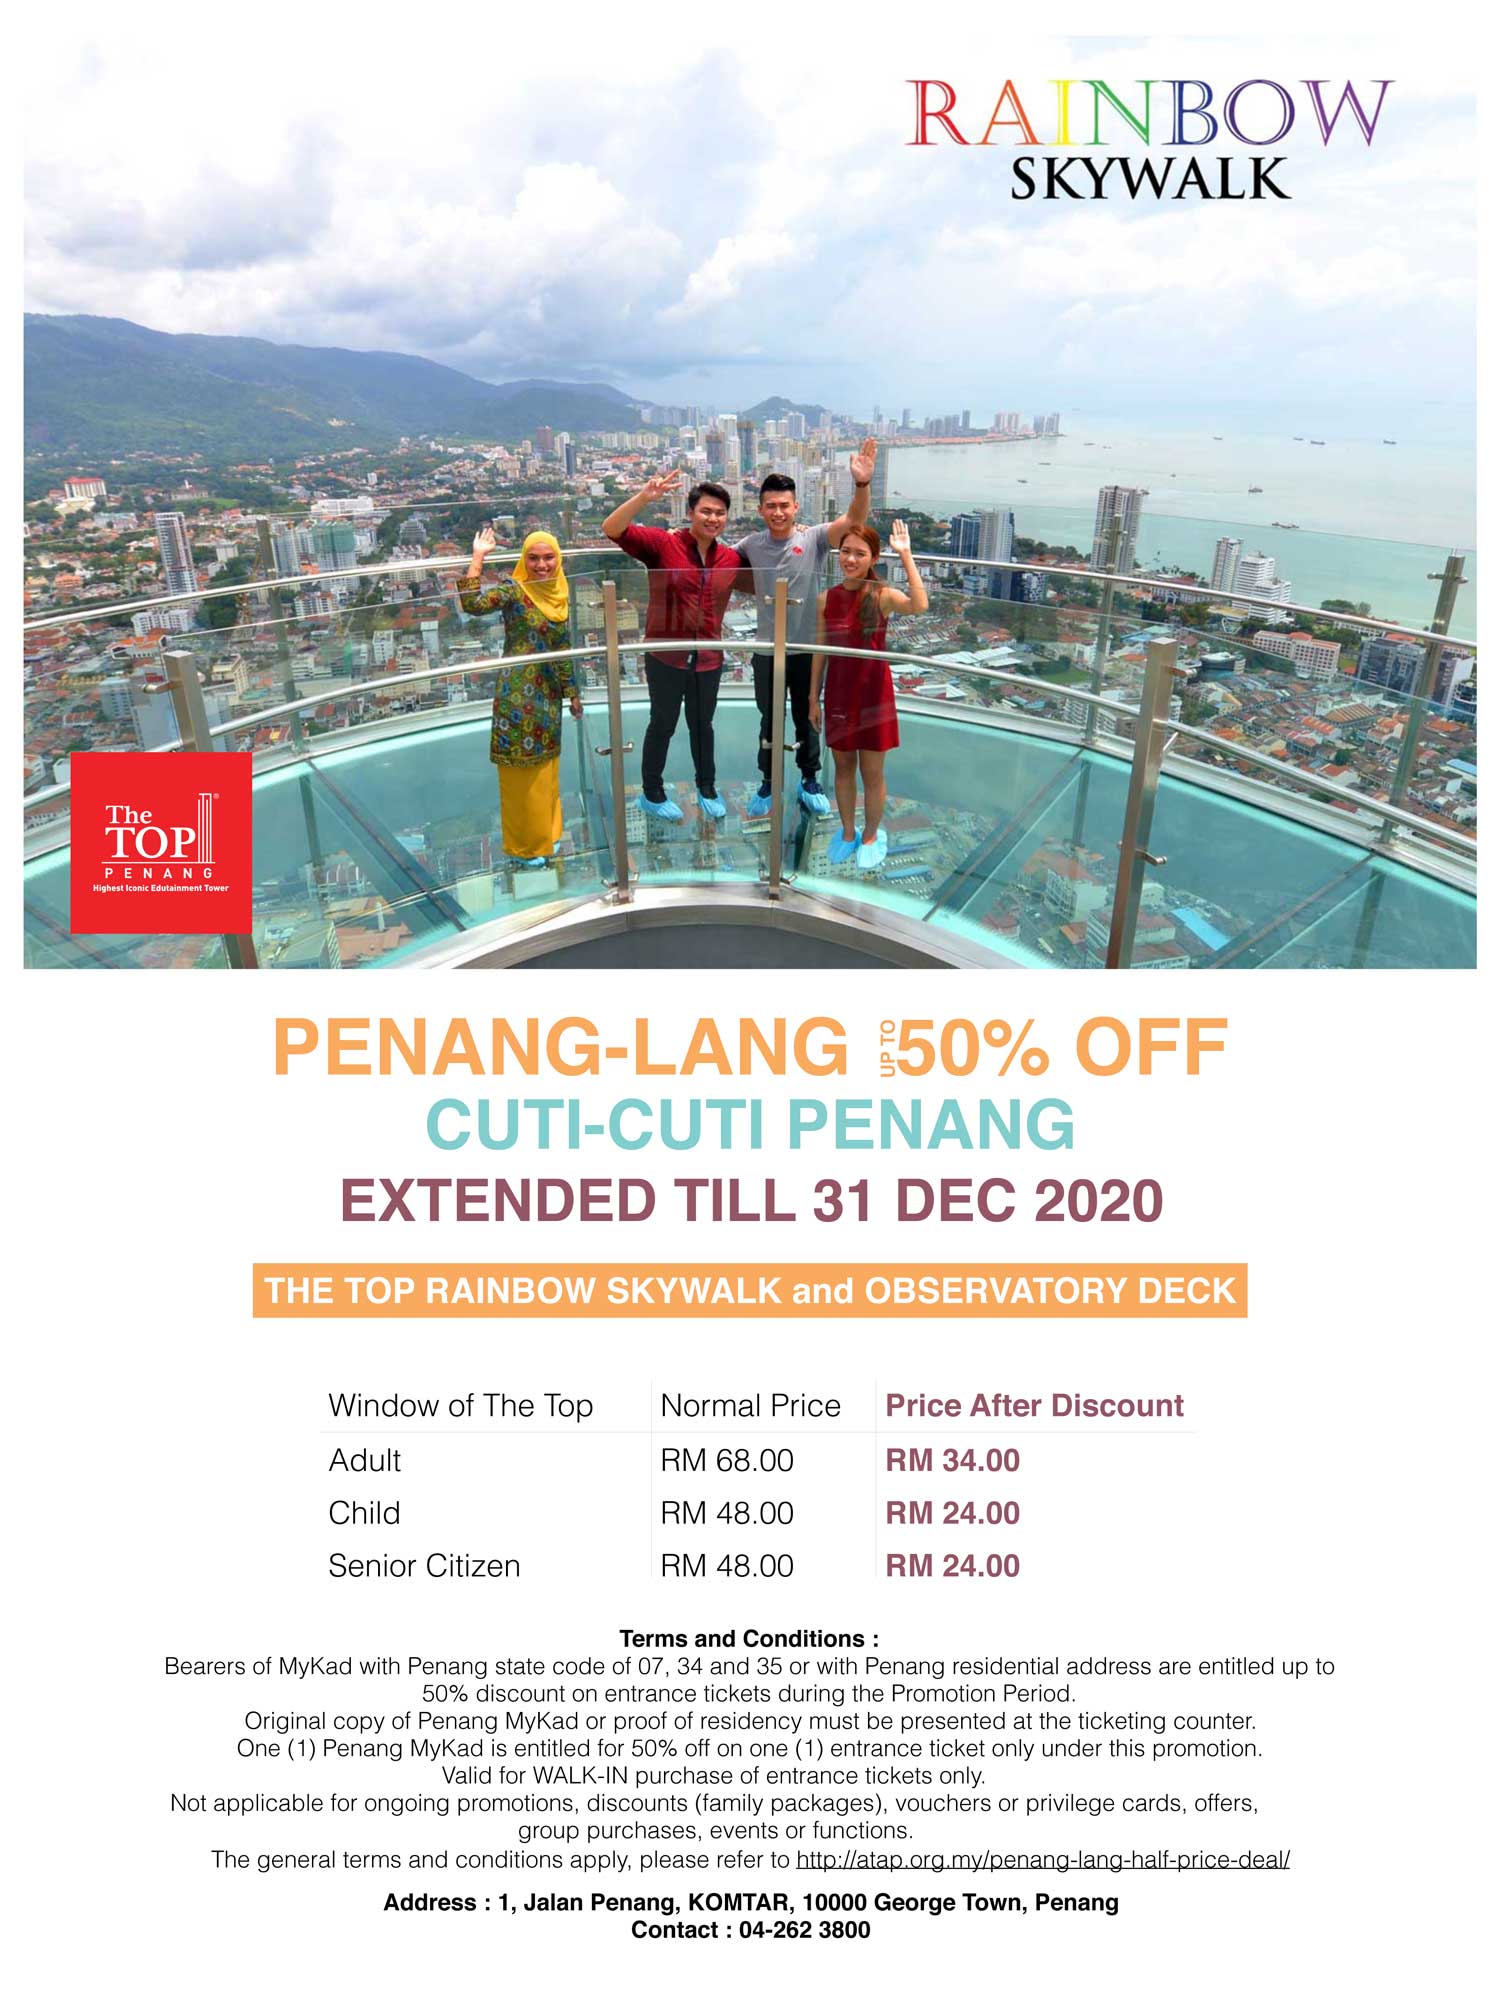 RAINBOW
SKYWALK
The
TOP®
PENANG
Highest Iconic Edutainment Tower
PENANG-LANG UP TO 50% OFF
CUTI-CUTI PENANG
EXTENDED TILL 31 DEC 2020
THE TOP RAINBOW SKYWALK and OBSERVATORY DECK
Window of The Top Normal Price Price After Discount
Adult RM 68.00 RM 34.00
Child RM 48.00 RM 24.00
Senior Citizen RM 48.00 RM 24.00
Terms and Conditions :
Bearers of MyKad with Penang state code of 07, 34 and 35 or with Penang residential address are entitled up to
50% discount on entrance tickets during the Promotion Period.
Original copy of Penang MyKad or proof of residency must be presented at the ticketing counter.
One (1) Penang MyKad is entitled for 50% off on one (1) entrance ticket only under this promotion.
Valid for WALK-IN purchase of entrance tickets only.
Not applicable for ongoing promotions, discounts (family packages), vouchers or privilege cards, offers,
group purchases, events or functions.
The general terms and conditions apply, please refer to http://atap.org.my/penang-lang-half-price-deal/
Address : 1, Jalan Penang, KOMTAR, 10000 George Town, Penang
Contact : 04-262 3800